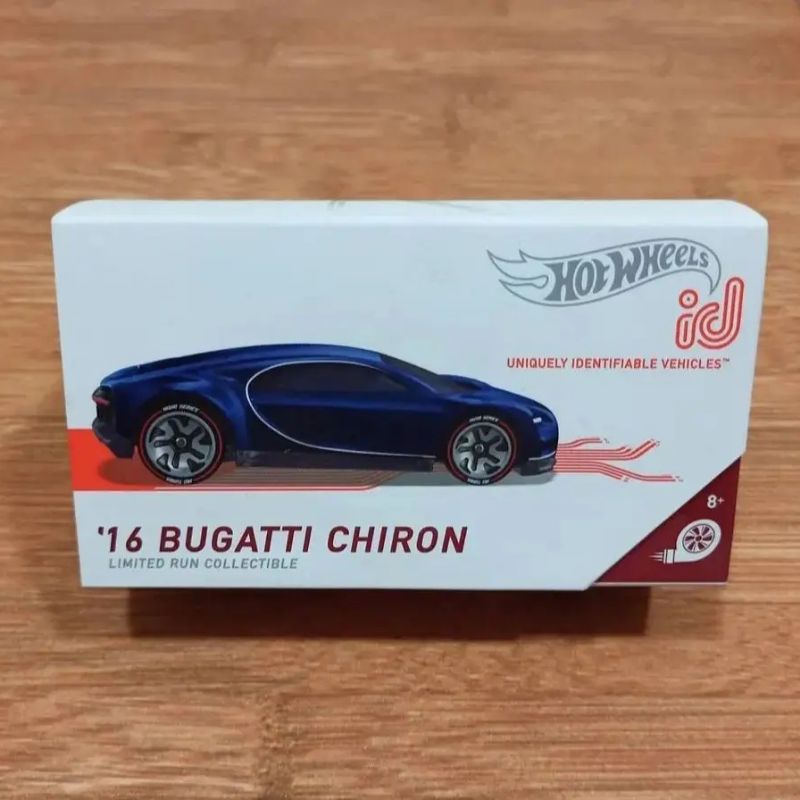 HOT WHEELS
id
UNIQUELY IDENTIFIABLE VEHICLES™
'16 BUGATTI CHIRON
LIMITED RUN COLLECTIBLE
8+